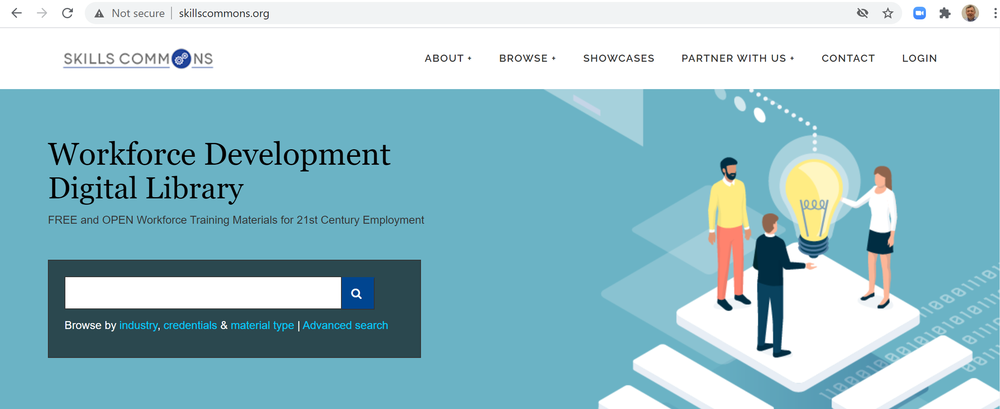 Not secure | skillscommons.org
SKILLS COMMONS
ABOUT + BROWSE + SHOWCASES PARTNER WITH US + CONTACT LOGIN
Workforce Development
Digital Library
FREE and OPEN Workforce Training Materials for 21st Century Employment
Browse by industry, credentials & material type | Advanced search